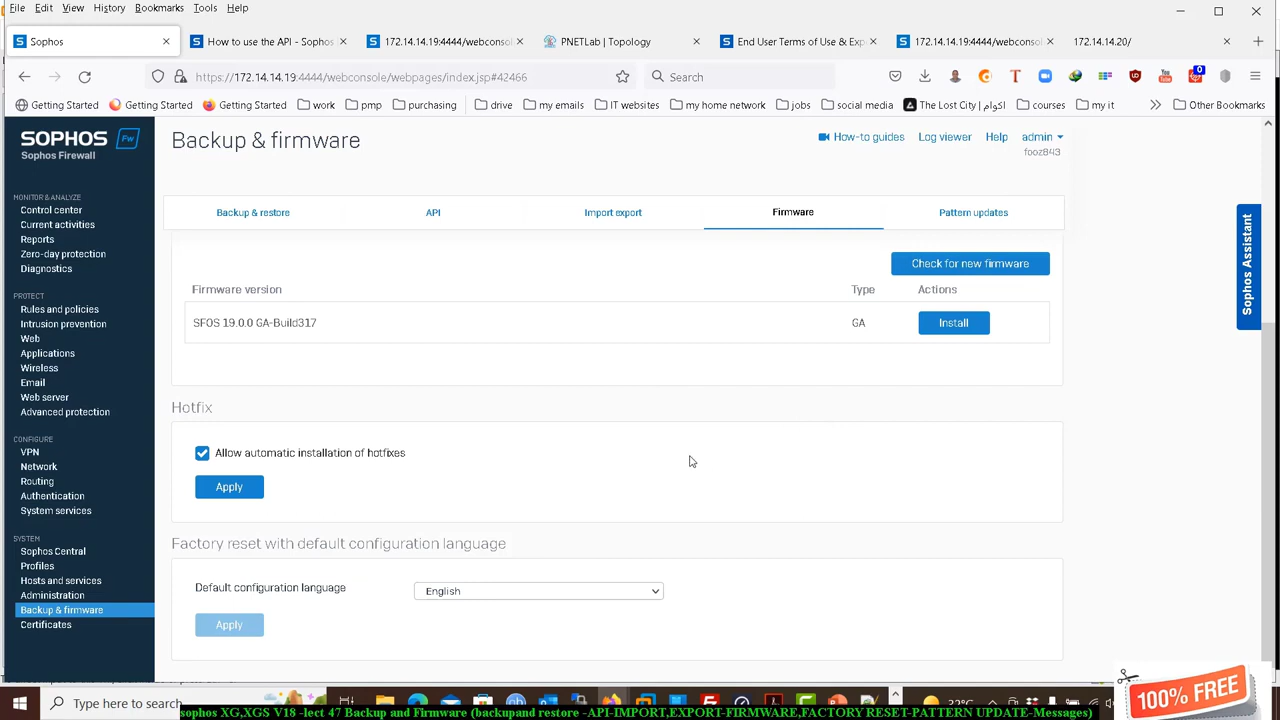 File Edit View History Bookmarks Tools Help
Sophos
How to use the API - Sophos
172.14.14.19:4444/webconsol
PNETLab | Topology
End User Terms of Use & Exp
172.14.14.19:4444/webconsol
172.14.14.20/
https://172.14.14.19:4444/webconsole/webpages/index.jsp#42466
Search
0
Getting Started
Getting Started
Getting Started
work
pmp
purchasing
drive
my emails
IT websites
my home network
jobs
social media
The Lost City | اكوام
courses
my it
Other Bookmarks
SOPHOS Fw
Sophos Firewall
Backup & firmware
How-to guides
Log viewer
Help
admin
fooz843
MONITOR & ANALYZE
Control center
Current activities
Reports
Zero-day protection
Diagnostics
PROTECT
Rules and policies
Intrusion prevention
Web
Applications
Wireless
Email
Web server
Advanced protection
CONFIGURE
VPN
Network
Routing
Authentication
System services
SYSTEM
Sophos Central
Profiles
Hosts and services
Administration
Backup & firmware
Certificates
Backup & restore
API
Import export
Firmware
Pattern updates
Check for new firmware
Firmware version Type Actions
SFOS 19.0.0 GA-Build317 GA Install
Hotfix
Allow automatic installation of hotfixes
Apply
Factory reset with default configuration language
Default configuration language English
Apply
Sophos Assistant
Type here to search
sophos XG,XGS V18 -lect 47 Backup and Firmware (backupand restore -API-IMPORT,EXPORT-FIRMWARE,FACTORY RESET-PATTERN UPDATE-Messages)
100% FREE